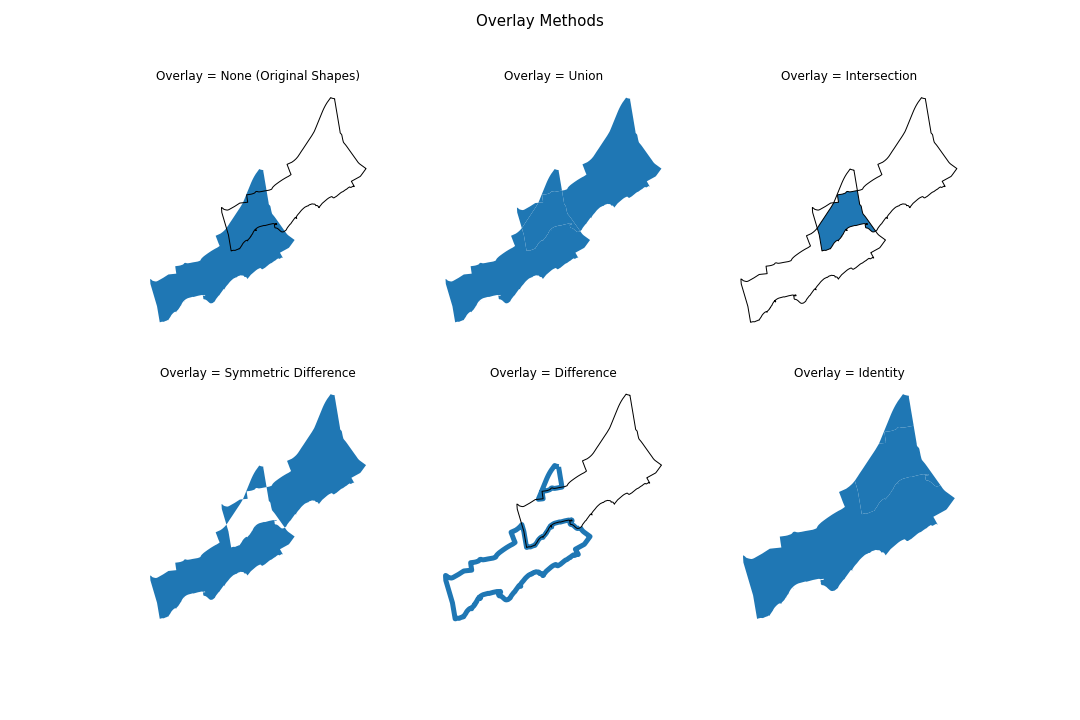 Overlay Methods
Overlay = None (Original Shapes)
Overlay = Union
Overlay = Intersection
Overlay = Symmetric Difference
Overlay = Difference
Overlay = Identity